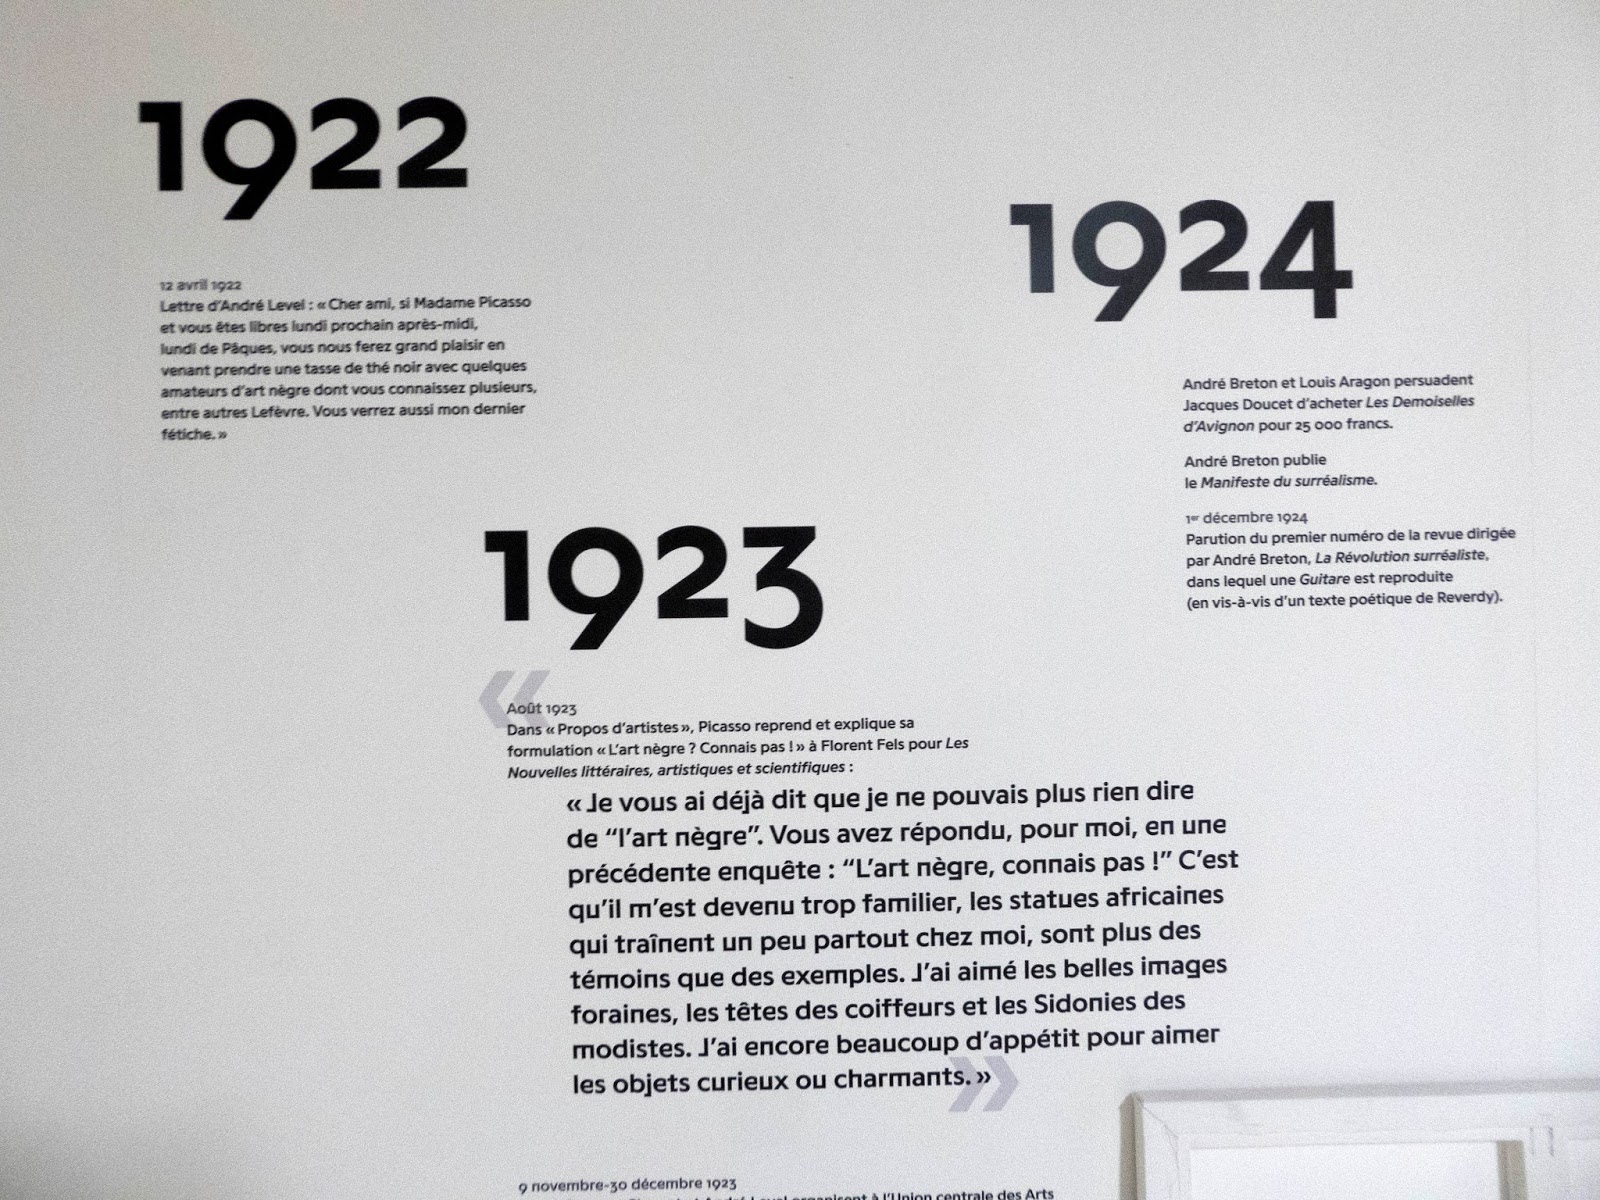 1922
12 avril 1922
Lettre d'André Level : « Cher ami, si Madame Picasso
et vous êtes libres lundi prochain après-midi,
lundi de Pâques, vous nous ferez grand plaisir en
venant prendre une tasse de thé noir avec quelques
amateurs d'art nègre dont vous connaissez plusieurs,
entre autres Lefèvre. Vous verrez aussi mon dernier
fétiche. »
1923
«
Août 1923
Dans « Propos d'artistes », Picasso reprend et explique sa
formulation « L'art nègre ? Connais pas ! » à Florent Fels pour Les
Nouvelles littéraires, artistiques et scientifiques :
« Je vous ai déjà dit que je ne pouvais plus rien dire
de “l'art nègre”. Vous avez répondu, pour moi, en une
précédente enquête : “L'art nègre, connais pas !” C'est
qu'il m'est devenu trop familier, les statues africaines
qui traînent un peu partout chez moi, sont plus des
témoins que des exemples. J'ai aimé les belles images
foraines, les têtes des coiffeurs et les Sidonies des
modistes. J'ai encore beaucoup d'appétit pour aimer
les objets curieux ou charmants. »
»
9 novembre-30 décembre 1923
André Level organisent à l'Union centrale des Arts
1924
André Breton et Louis Aragon persuadent
Jacques Doucet d'acheter Les Demoiselles
d'Avignon pour 25 000 francs.
André Breton publie
le Manifeste du surréalisme.
1er décembre 1924
Parution du premier numéro de la revue dirigée
par André Breton, La Révolution surréaliste,
dans lequel une Guitare est reproduite
(en vis-à-vis d'un texte poétique de Reverdy).